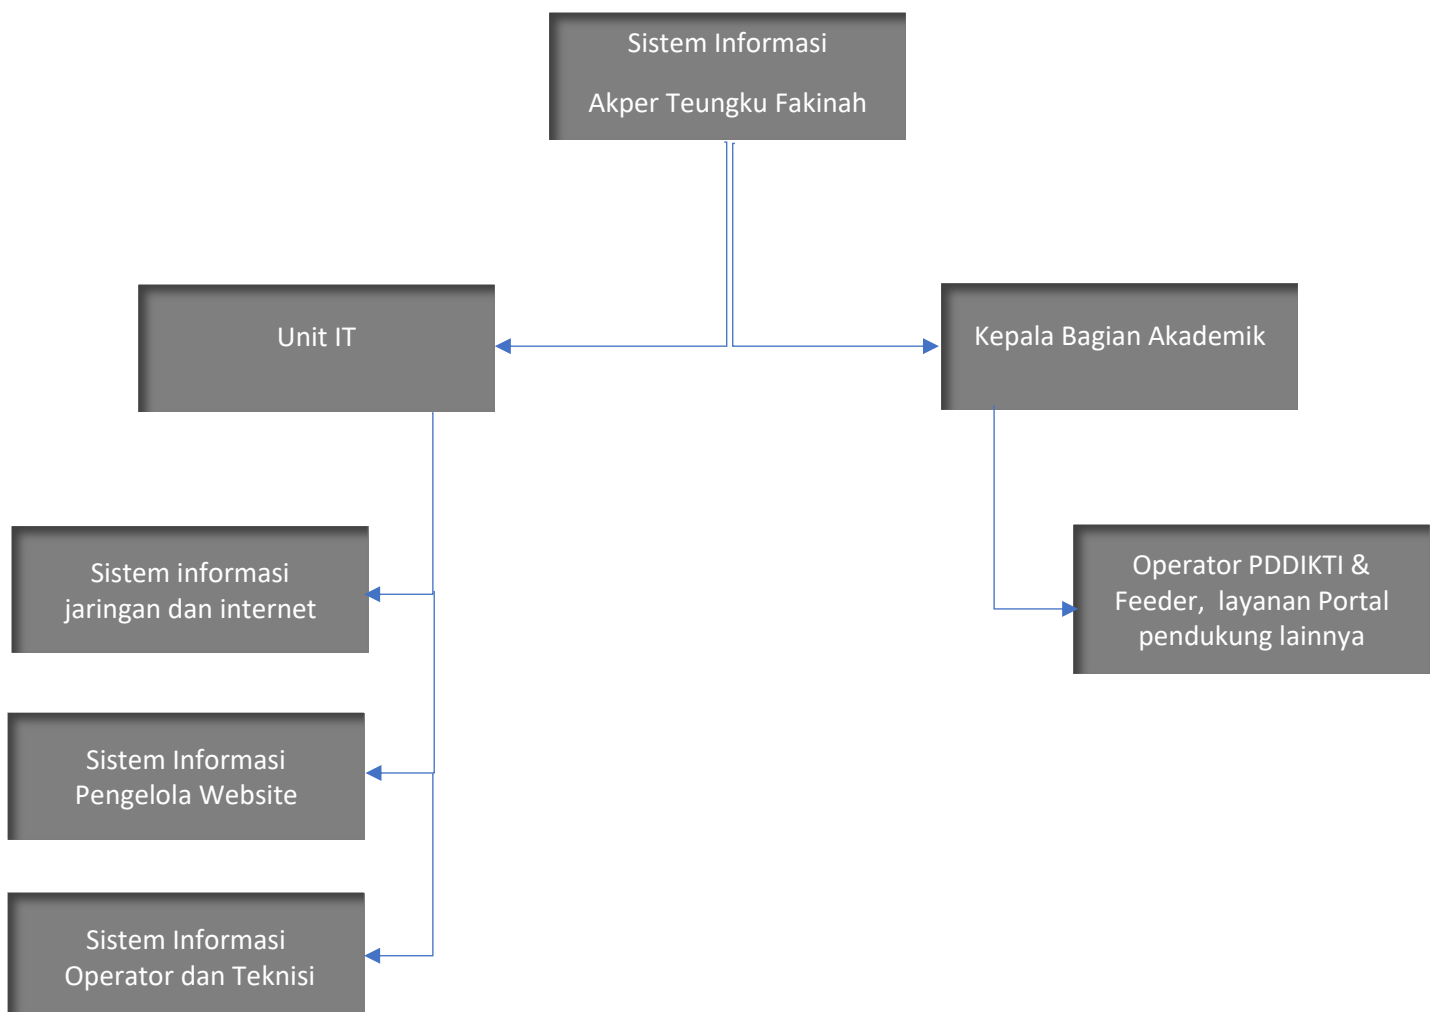 Sistem Informasi
Akper Teungku Fakinah
Unit IT
Kepala Bagian Akademik
Sistem informasi
jaringan dan internet
Operator PDDIKTI &
Feeder,  layanan Portal
pendukung lainnya
Sistem Informasi
Pengelola Website
Sistem Informasi
Operator dan Teknisi